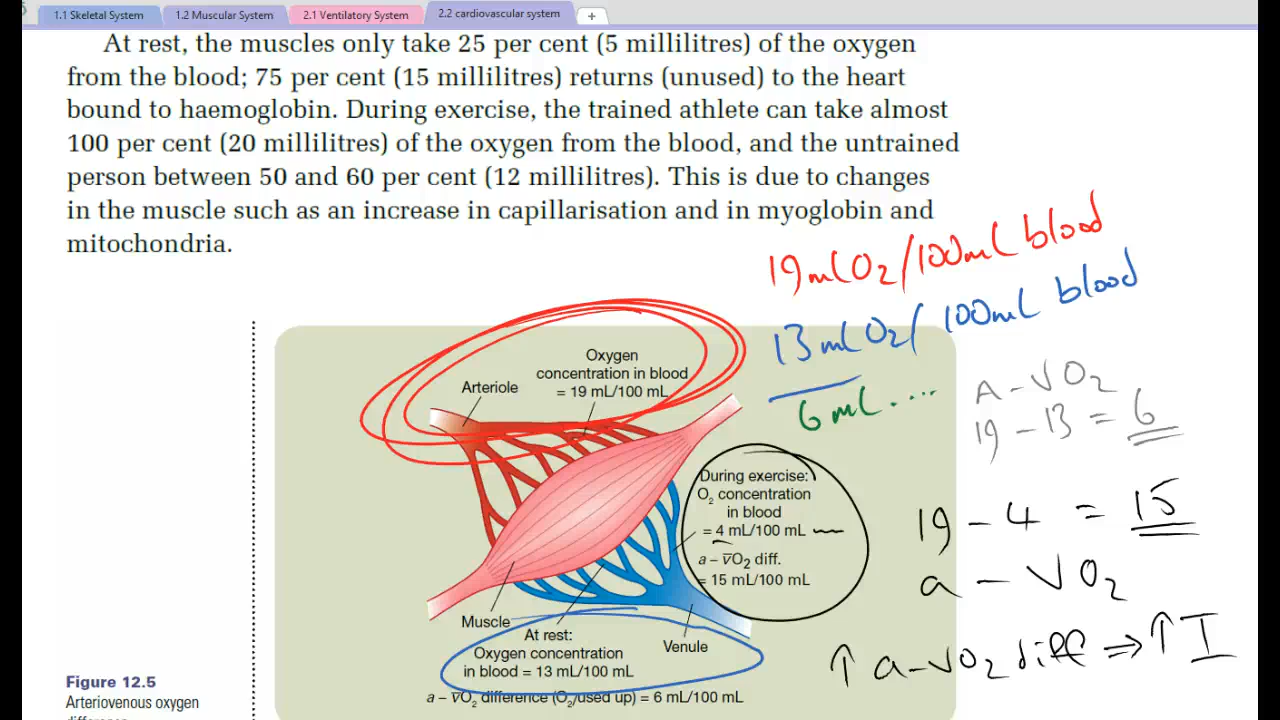 5
1.1 Skeletal System
1.2 Muscular System
2.1 Ventilatory System
2.2 cardiovascular system
+
At rest, the muscles only take 25 per cent (5 millilitres) of the oxygen
from the blood; 75 per cent (15 millilitres) returns (unused) to the heart
bound to haemoglobin. During exercise, the trained athlete can take almost
100 per cent (20 millilitres) of the oxygen from the blood, and the untrained
person between 50 and 60 per cent (12 millilitres). This is due to changes
in the muscle such as an increase in capillarisation and in myoglobin and
mitochondria.
19mLO2/100mL blood
13mLO2/100mL blood
6mL....
A-VO2
19-13=6
19-4 = 15
a-VO2
↑ a-VO2 diff ⇒ ↑ I
Oxygen
concentration in blood
= 19 mL/100 mL
Arteriole
During exercise:
O2 concentration
in blood
= 4 mL/100 mL
a – v̅O2 diff.
= 15 mL/100 mL
Muscle
At rest:
Oxygen concentration
in blood = 13 mL/100 mL
Venule
a – v̅O2 difference (O2 used up) = 6 mL/100 mL
Figure 12.5
Arteriovenous oxygen